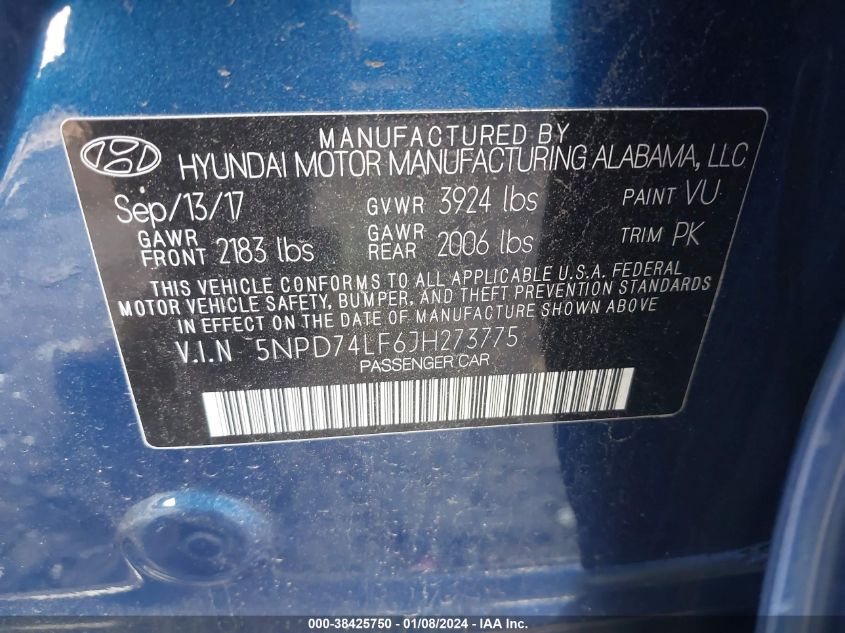 MANUFACTURED BY
HYUNDAI MOTOR MANUFACTURING ALABAMA, LLC
Sep/13/17 GVWR 3924 lbs PAINT VU
GAWR FRONT 2183 lbs GAWR REAR 2006 lbs TRIM PK
THIS VEHICLE CONFORMS TO ALL APPLICABLE U.S.A. FEDERAL
MOTOR VEHICLE SAFETY, BUMPER, AND THEFT PREVENTION STANDARDS
IN EFFECT ON THE DATE OF MANUFACTURE SHOWN ABOVE
V.I.N 5NPD74LF6JH273775
PASSENGER CAR
000-38425750 - 01/08/2024 - IAA Inc.